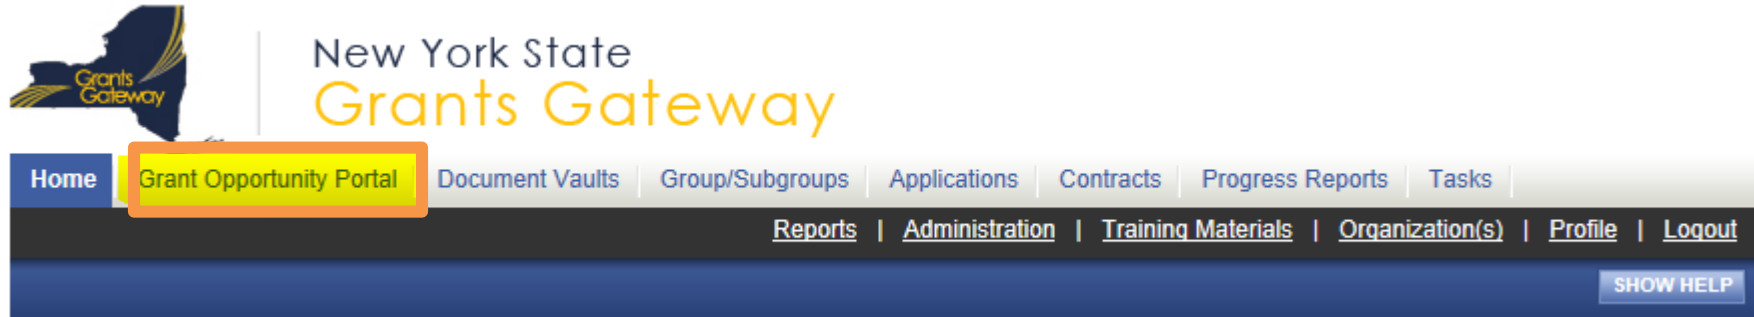 Grants
Gateway
New York State
Grants Gateway
Home Grant Opportunity Portal Document Vaults Group/Subgroups Applications Contracts Progress Reports Tasks
Reports | Administration | Training Materials | Organization(s) | Profile | Logout
SHOW HELP